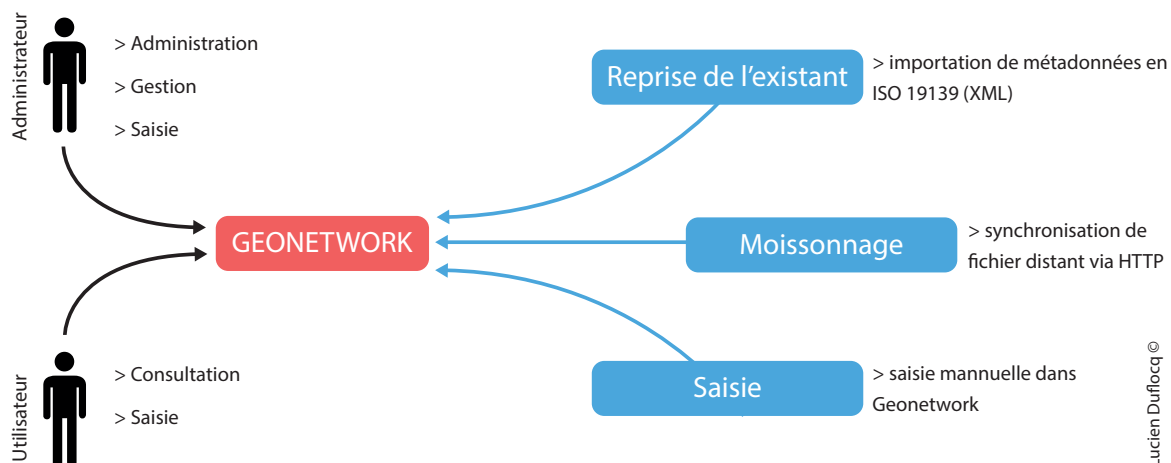 Administrateur
> Administration
> Gestion
> Saisie
Reprise de l’existant
> importation de métadonnées en
ISO 19139 (XML)
GEONETWORK
Moissonnage
> synchronisation de
fichier distant via HTTP
Utilisateur
> Consultation
> Saisie
Saisie
> saisie mannuelle dans
Geonetwork
Lucien Duflocq ©